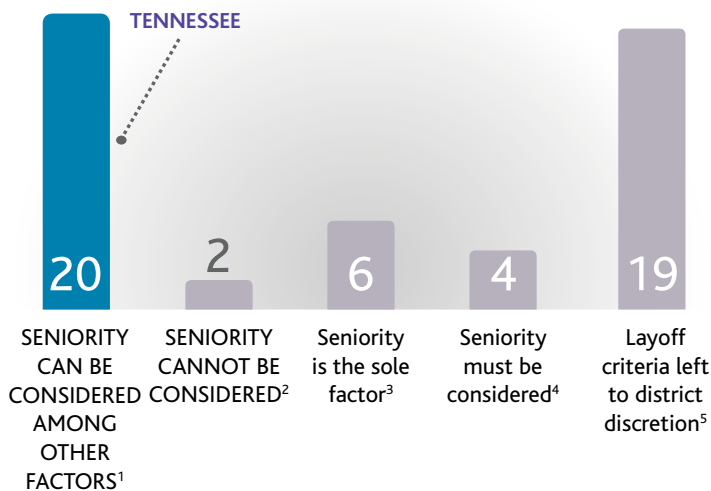 TENNESSEE
20
2
6
4
19
SENIORITY
CAN BE
CONSIDERED
AMONG
OTHER
FACTORS¹
SENIORITY
CANNOT BE
CONSIDERED²
Seniority
is the sole
factor³
Seniority
must be
considered⁴
Layoff
criteria left
to district
discretion⁵